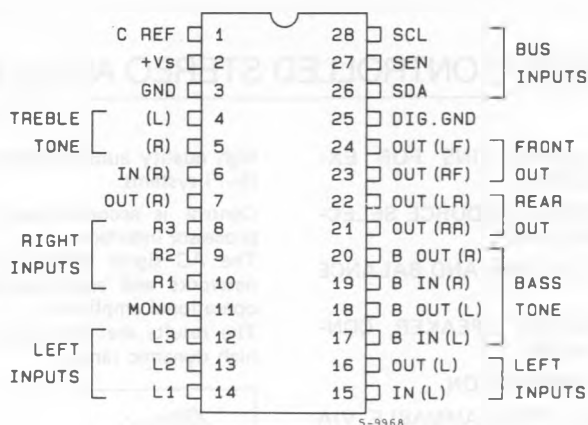 ONTROLLED STEREO A
C REF 1 28 SCL
+Vs 2 27 SEN BUS
GND 3 26 SDA INPUTS
TREBLE (L) 4 25 DIG.GND
TONE (R) 5 24 OUT (LF) FRONT
IN (R) 6 23 OUT (RF) OUT
OUT (R) 7 22 OUT (LR) REAR
R3 8 21 OUT (RR) OUT
RIGHT R2 9 20 B OUT (R)
INPUTS R1 10 19 B IN (R) BASS
MONO 11 18 B OUT (L) TONE
L3 12 17 B IN (L)
LEFT L2 13 16 OUT (L) LEFT
INPUTS L1 14 15 IN (L) INPUTS
S-9968